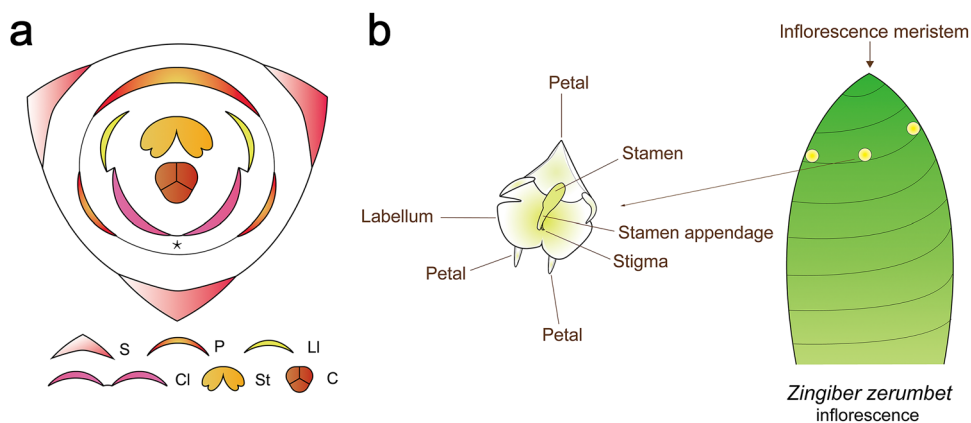 a
S P Ll
Cl St C
b
Inflorescence meristem
Petal
Stamen
Labellum
Stamen appendage
Stigma
Petal
Petal
Zingiber zerumbet
inflorescence